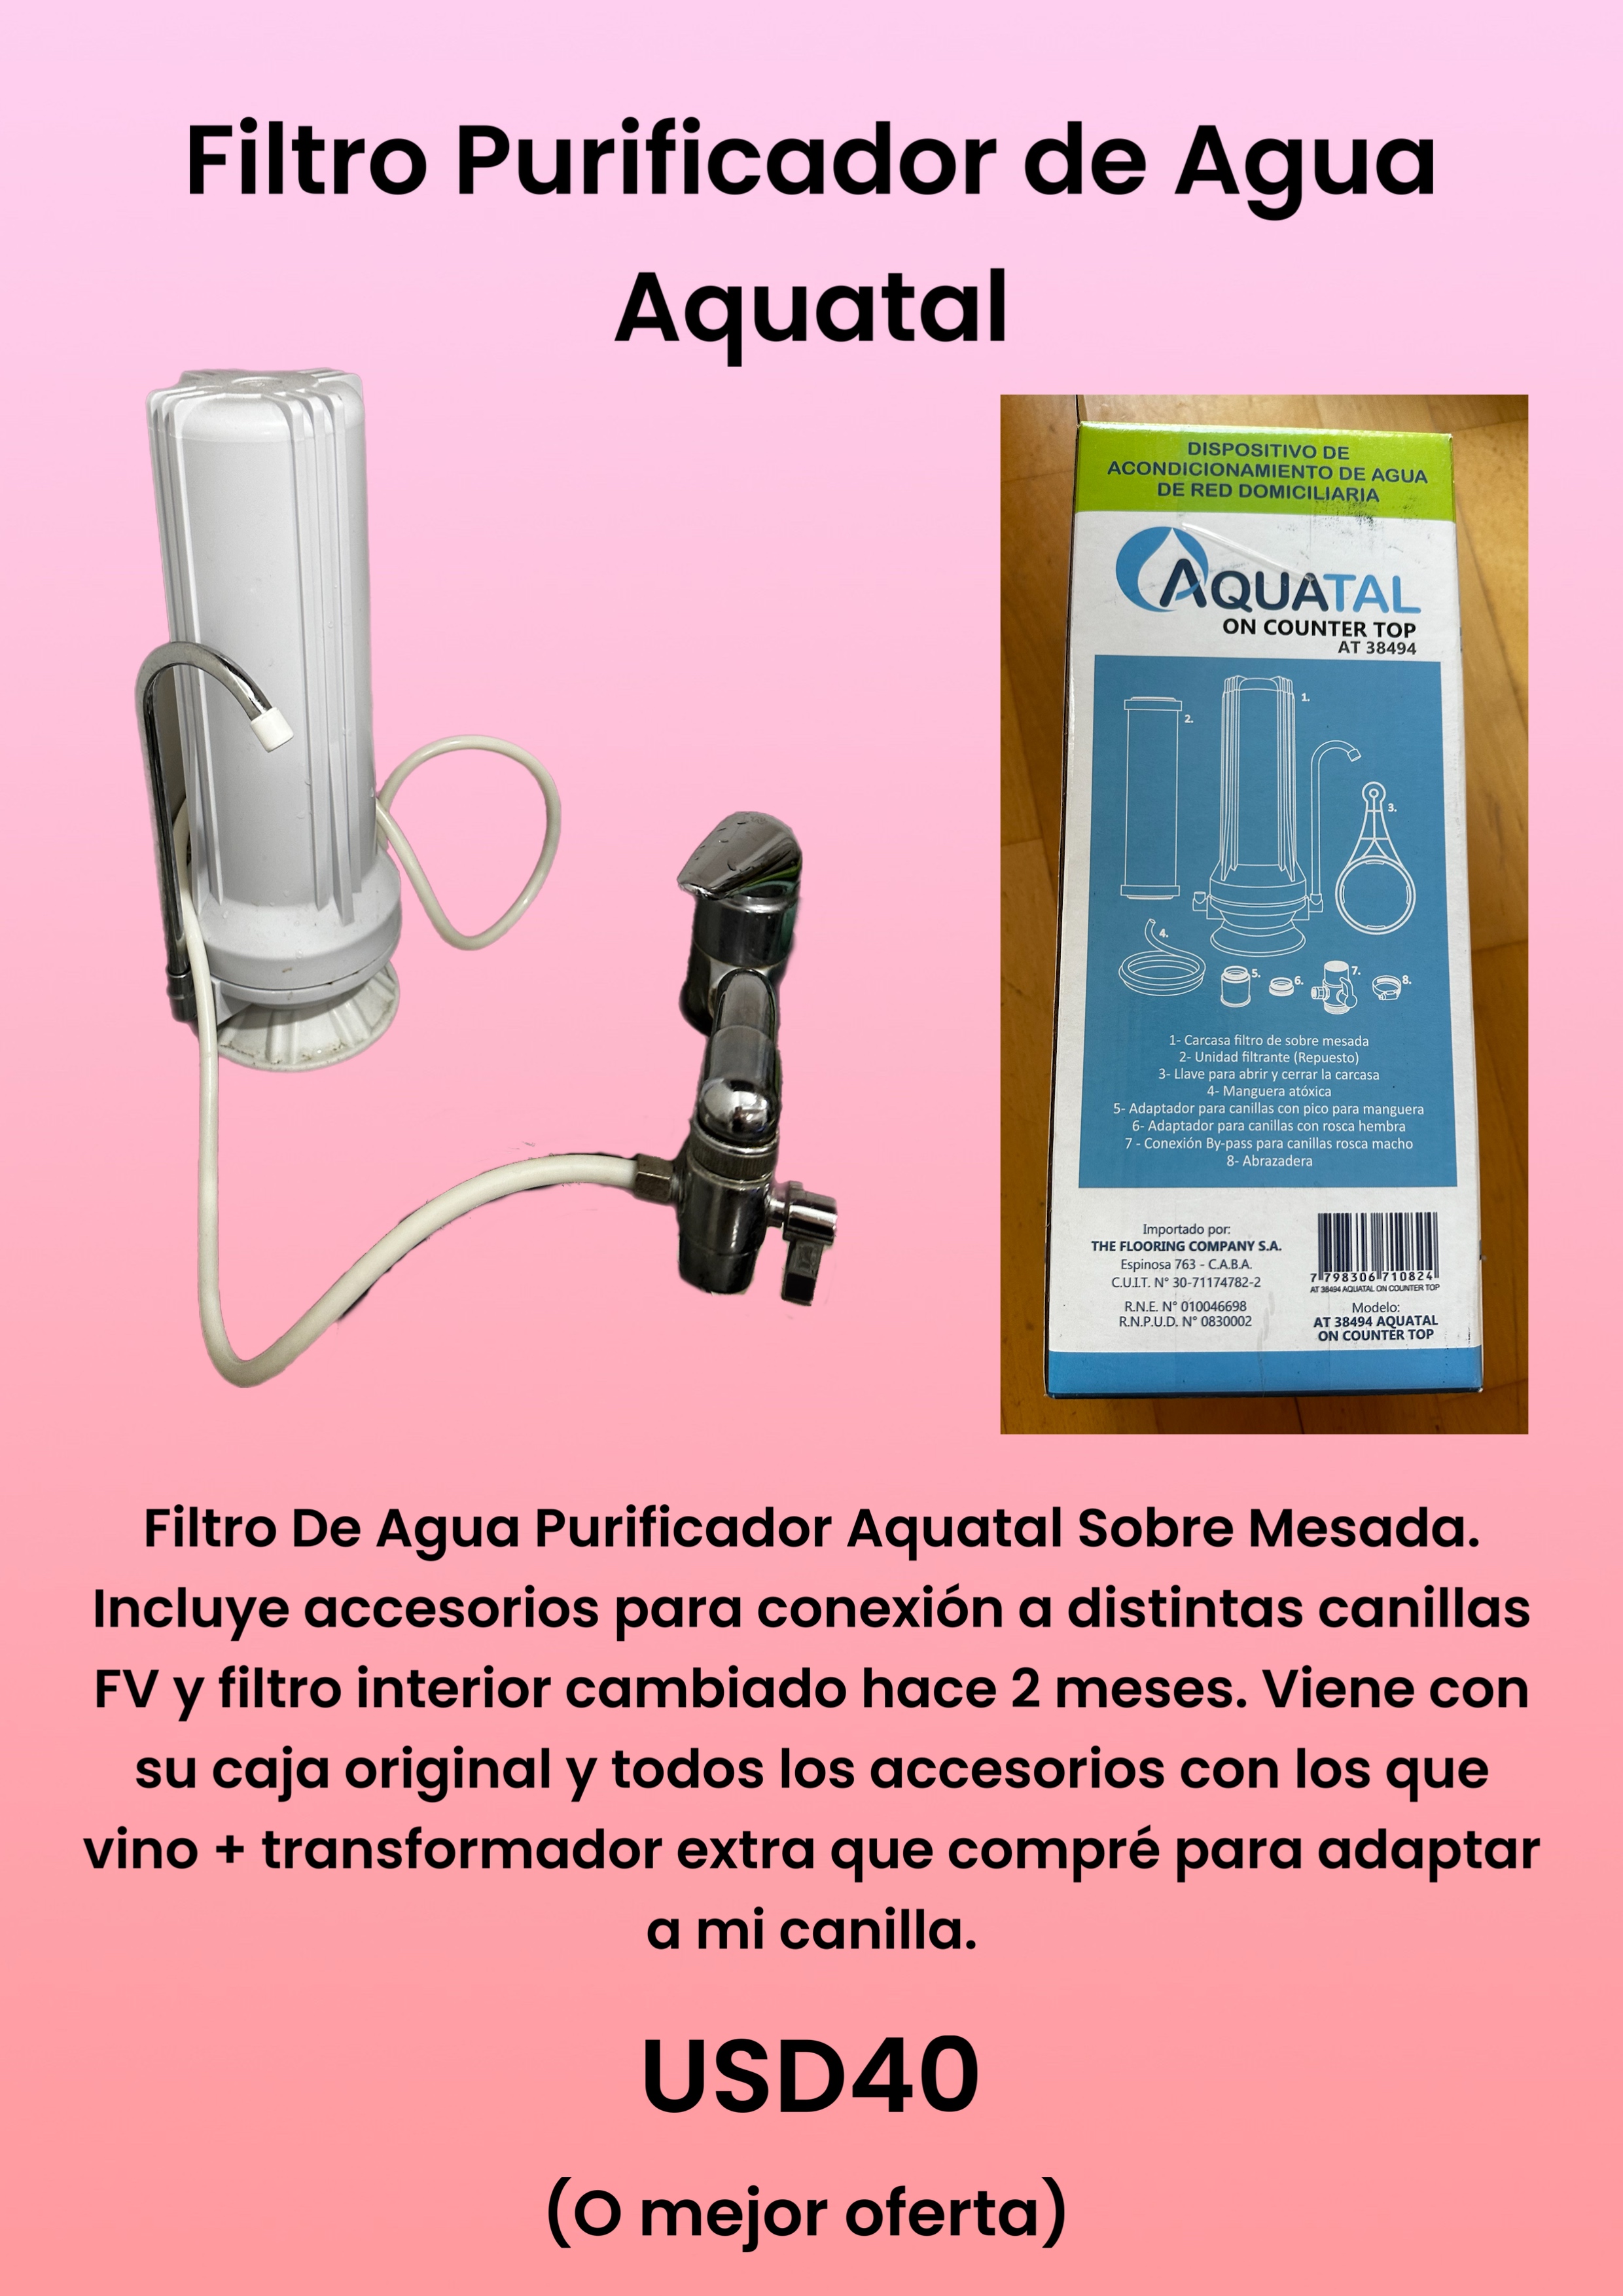 Filtro Purificador de Agua
Aquatal
DISPOSITIVO DE
ACONDICIONAMIENTO DE AGUA
DE RED DOMICILIARIA
AQUATAL
ON COUNTER TOP
AT 38494
1.
2.
3.
4.
5.
6.
7.
8.
1- Carcasa filtro de sobre mesada
2- Unidad filtrante (Repuesto)
3- Llave para abrir y cerrar la carcasa
4- Manguera atóxica
5- Adaptador para canillas con pico para manguera
6- Adaptador para canillas con rosca hembra
7 - Conexión By-pass para canillas rosca macho
8- Abrazadera
Importado por:
THE FLOORING COMPANY S.A.
Espinosa 763 - C.A.B.A.
C.U.I.T. N° 30-71174782-2
R.N.E. N° 010046698
R.N.P.U.D. N° 0830002
7 798306 710824
AT 38494 AQUATAL ON COUNTER TOP
Modelo:
AT 38494 AQUATAL
ON COUNTER TOP
Filtro De Agua Purificador Aquatal Sobre Mesada.
Incluye accesorios para conexión a distintas canillas
FV y filtro interior cambiado hace 2 meses. Viene con
su caja original y todos los accesorios con los que
vino + transformador extra que compré para adaptar
a mi canilla.
USD40
(O mejor oferta)